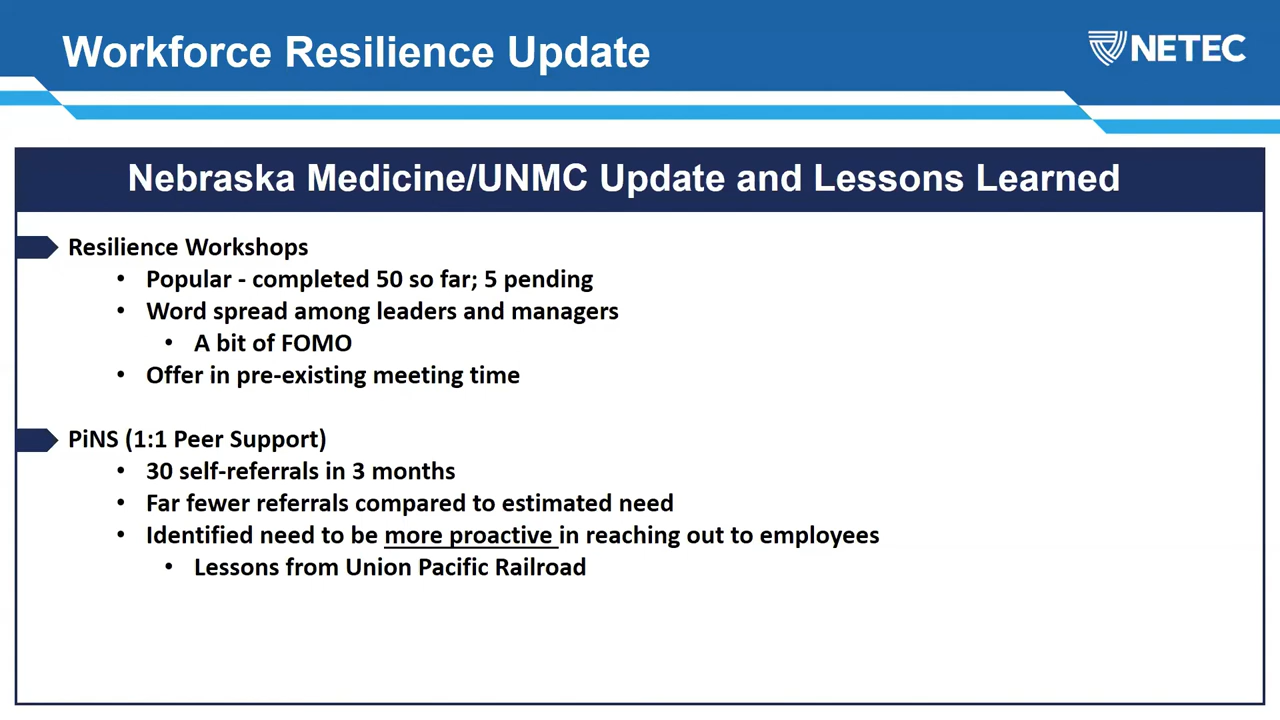 Workforce Resilience Update
NETEC
Nebraska Medicine/UNMC Update and Lessons Learned
Resilience Workshops
• Popular - completed 50 so far; 5 pending
• Word spread among leaders and managers
• A bit of FOMO
• Offer in pre-existing meeting time
PiNS (1:1 Peer Support)
• 30 self-referrals in 3 months
• Far fewer referrals compared to estimated need
• Identified need to be more proactive in reaching out to employees
• Lessons from Union Pacific Railroad